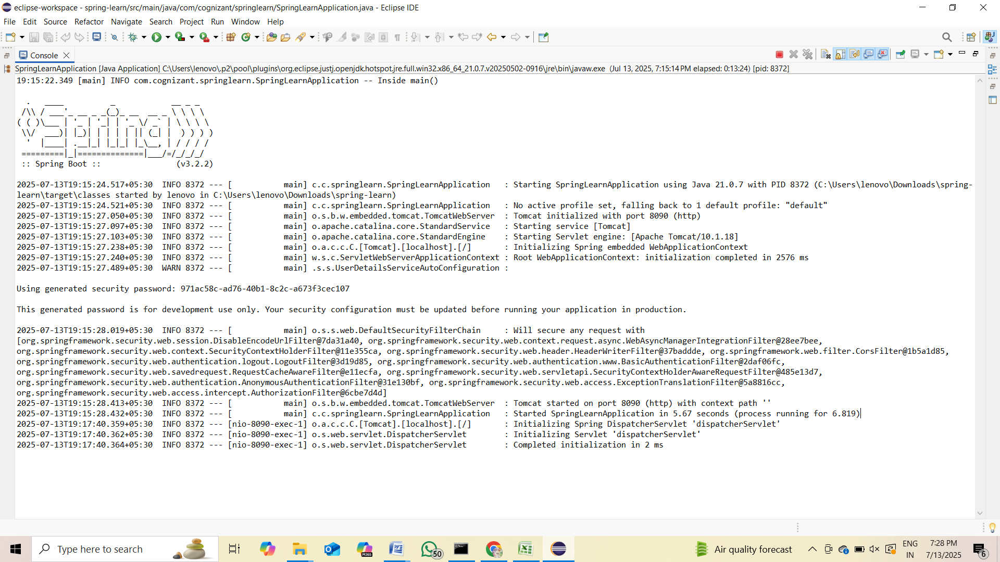 eclipse-workspace - spring-learn/src/main/java/com/cognizant/springlearn/SpringLearnApplication.java - Eclipse IDE
File Edit Source Refactor Navigate Search Project Run Window Help
Console
SpringLearnApplication [Java Application] C:\Users\lenovo\.p2\pool\plugins\org.eclipse.justj.openjdk.hotspot.jre.full.win32.x86_64_21.0.7.v20250502-0916\jre\bin\javaw.exe (Jul 13, 2025, 7:15:14 PM elapsed: 0:13:24) [pid: 8372]
19:15:22.349 [main] INFO com.cognizant.springlearn.SpringLearnApplication -- Inside main()
  .   ____          _            __ _ _
 /\\ / ___'_ __ _ _(_)_ __  __ _ \ \ \ \
( ( )\___ | '_ | '_| | '_ \/ _` | \ \ \ \
 \\/  ___)| |_)| | | | | || (_| |  ) ) ) )
  '  |____| .__|_| |_|_| |_\__, | / / / /
 =========|_|==============|___/=/_/_/_/
 :: Spring Boot ::                (v3.2.2)
2025-07-13T19:15:24.517+05:30  INFO 8372 --- [           main] c.c.springlearn.SpringLearnApplication   : Starting SpringLearnApplication using Java 21.0.7 with PID 8372 (C:\Users\lenovo\Downloads\spring-
learn\target\classes started by lenovo in C:\Users\lenovo\Downloads\spring-learn)
2025-07-13T19:15:24.521+05:30  INFO 8372 --- [           main] c.c.springlearn.SpringLearnApplication   : No active profile set, falling back to 1 default profile: "default"
2025-07-13T19:15:27.050+05:30  INFO 8372 --- [           main] o.s.b.w.embedded.tomcat.TomcatWebServer  : Tomcat initialized with port 8090 (http)
2025-07-13T19:15:27.097+05:30  INFO 8372 --- [           main] o.apache.catalina.core.StandardService   : Starting service [Tomcat]
2025-07-13T19:15:27.103+05:30  INFO 8372 --- [           main] o.apache.catalina.core.StandardEngine    : Starting Servlet engine: [Apache Tomcat/10.1.18]
2025-07-13T19:15:27.238+05:30  INFO 8372 --- [           main] o.a.c.c.C.[Tomcat].[localhost].[/]       : Initializing Spring embedded WebApplicationContext
2025-07-13T19:15:27.240+05:30  INFO 8372 --- [           main] w.s.c.ServletWebServerApplicationContext : Root WebApplicationContext: initialization completed in 2576 ms
2025-07-13T19:15:27.489+05:30  WARN 8372 --- [           main] .s.s.UserDetailsServiceAutoConfiguration :
Using generated security password: 971ac58c-ad76-40b1-8c2c-a673f3cec107
This generated password is for development use only. Your security configuration must be updated before running your application in production.
2025-07-13T19:15:28.019+05:30  INFO 8372 --- [           main] o.s.s.web.DefaultSecurityFilterChain     : Will secure any request with
[org.springframework.security.web.session.DisableEncodeUrlFilter@7da31a40, org.springframework.security.web.context.request.async.WebAsyncManagerIntegrationFilter@28ee7bee,
org.springframework.security.web.context.SecurityContextHolderFilter@11e355ca, org.springframework.security.web.header.HeaderWriterFilter@37baddde, org.springframework.web.filter.CorsFilter@1b5a1d85,
org.springframework.security.web.authentication.logout.LogoutFilter@3d19d85, org.springframework.security.web.authentication.www.BasicAuthenticationFilter@2daf06fc,
org.springframework.security.web.savedrequest.RequestCacheAwareFilter@e11ecfa, org.springframework.security.web.servletapi.SecurityContextHolderAwareRequestFilter@485e13d7,
org.springframework.security.web.authentication.AnonymousAuthenticationFilter@31e130bf, org.springframework.security.web.access.ExceptionTranslationFilter@5a8816cc,
org.springframework.security.web.access.intercept.AuthorizationFilter@6cbe7d4d]
2025-07-13T19:15:28.413+05:30  INFO 8372 --- [           main] o.s.b.w.embedded.tomcat.TomcatWebServer  : Tomcat started on port 8090 (http) with context path ''
2025-07-13T19:15:28.432+05:30  INFO 8372 --- [           main] c.c.springlearn.SpringLearnApplication   : Started SpringLearnApplication in 5.67 seconds (process running for 6.819)
2025-07-13T19:17:40.359+05:30  INFO 8372 --- [nio-8090-exec-1] o.a.c.c.C.[Tomcat].[localhost].[/]       : Initializing Spring DispatcherServlet 'dispatcherServlet'
2025-07-13T19:17:40.362+05:30  INFO 8372 --- [nio-8090-exec-1] o.s.web.servlet.DispatcherServlet        : Initializing Servlet 'dispatcherServlet'
2025-07-13T19:17:40.364+05:30  INFO 8372 --- [nio-8090-exec-1] o.s.web.servlet.DispatcherServlet        : Completed initialization in 2 ms
Type here to search
M365
50
Air quality forecast
ENG
IN
7:28 PM
7/13/2025
6